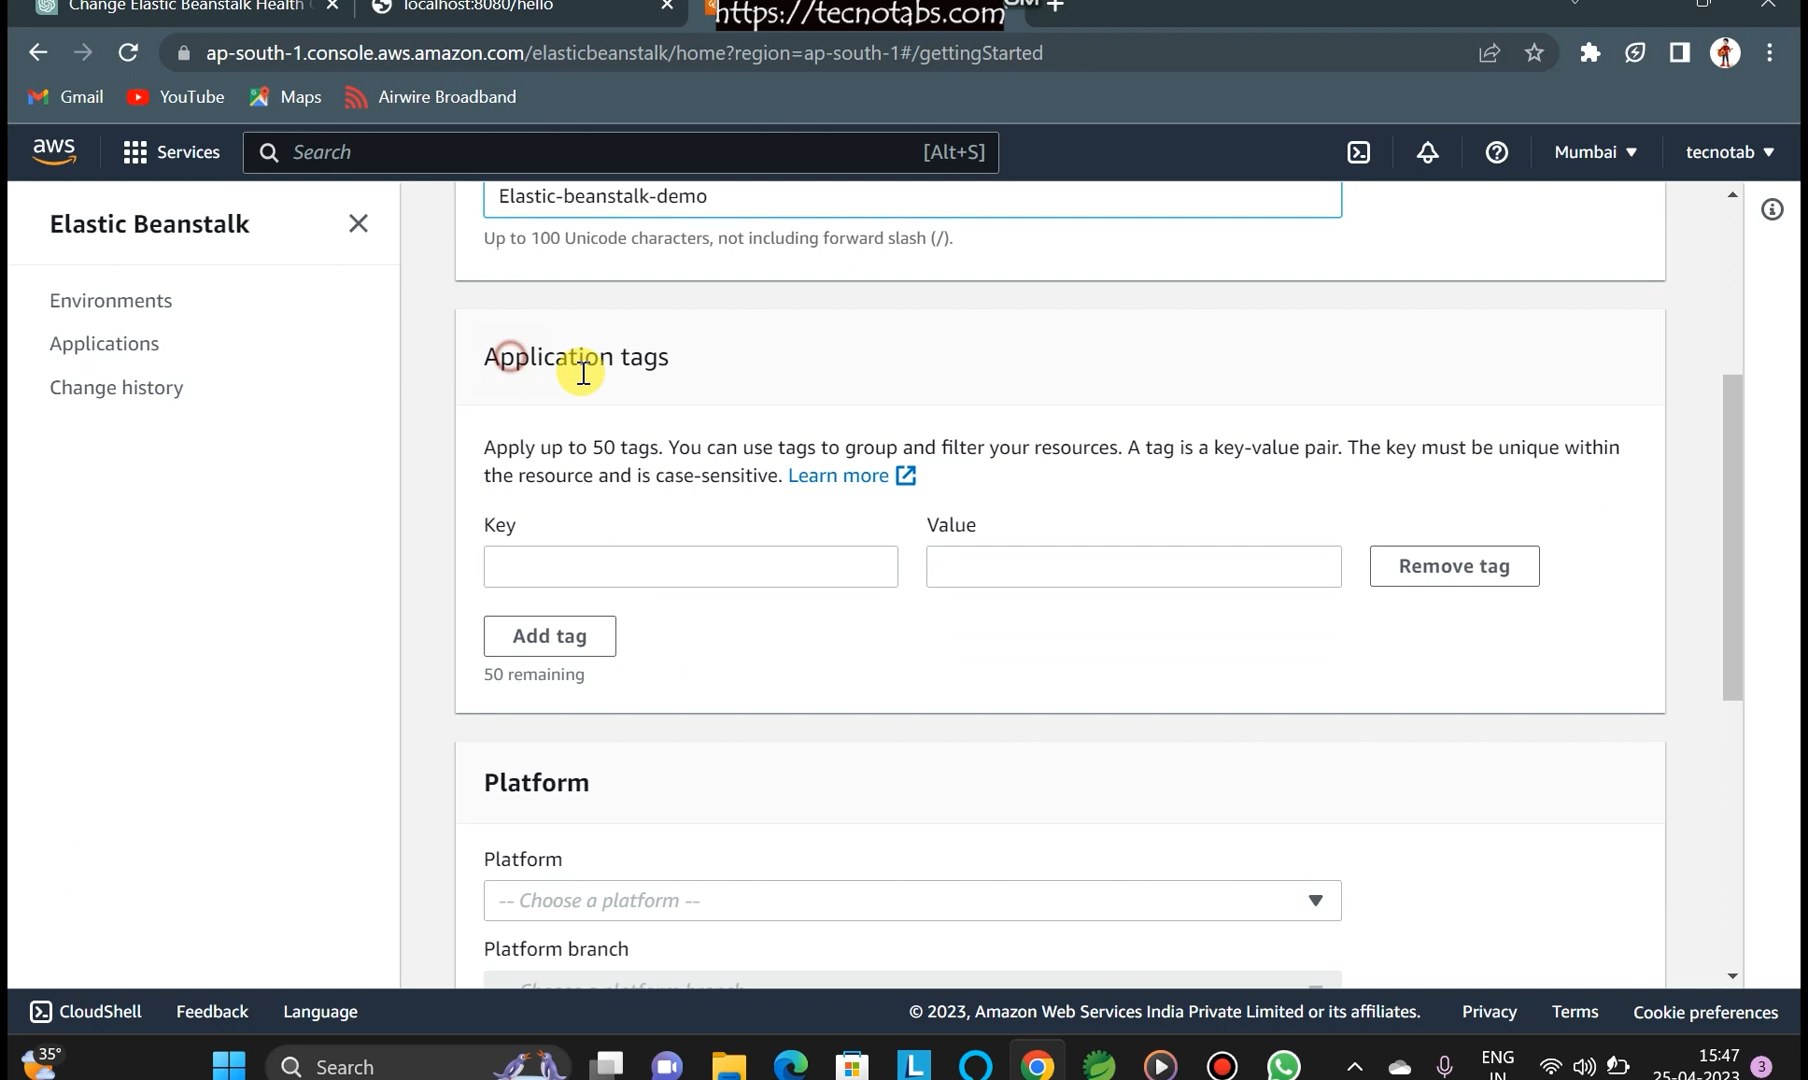 Change Elastic Beanstalk Health
localhost:8080/hello
https://tecnotabs.com
ap-south-1.console.aws.amazon.com/elasticbeanstalk/home?region=ap-south-1#/gettingStarted
Gmail YouTube Maps Airwire Broadband
aws Services Search [Alt+S] Mumbai tecnotab
Elastic Beanstalk
Environments
Applications
Change history
Elastic-beanstalk-demo
Up to 100 Unicode characters, not including forward slash (/).
Application tags
Apply up to 50 tags. You can use tags to group and filter your resources. A tag is a key-value pair. The key must be unique within
the resource and is case-sensitive. Learn more
Key Value
Remove tag
Add tag
50 remaining
Platform
Platform
-- Choose a platform --
Platform branch
CloudShell Feedback Language © 2023, Amazon Web Services India Private Limited or its affiliates. Privacy Terms Cookie preferences
35° Search ENG 15:47
IN 25-04-2023 3